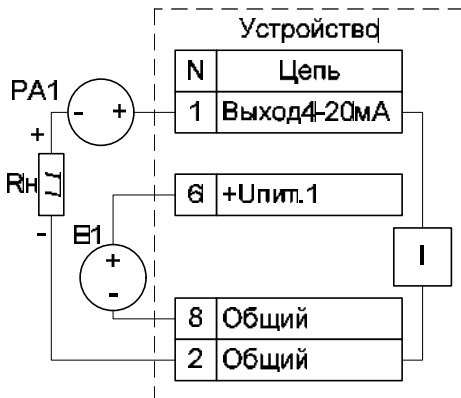 Устройство
N Цепь
PA1
- +
1 Выход4-20мА
+
Rн
6 +Uпит.1
-
E1
+
I
-
8 Общий
2 Общий